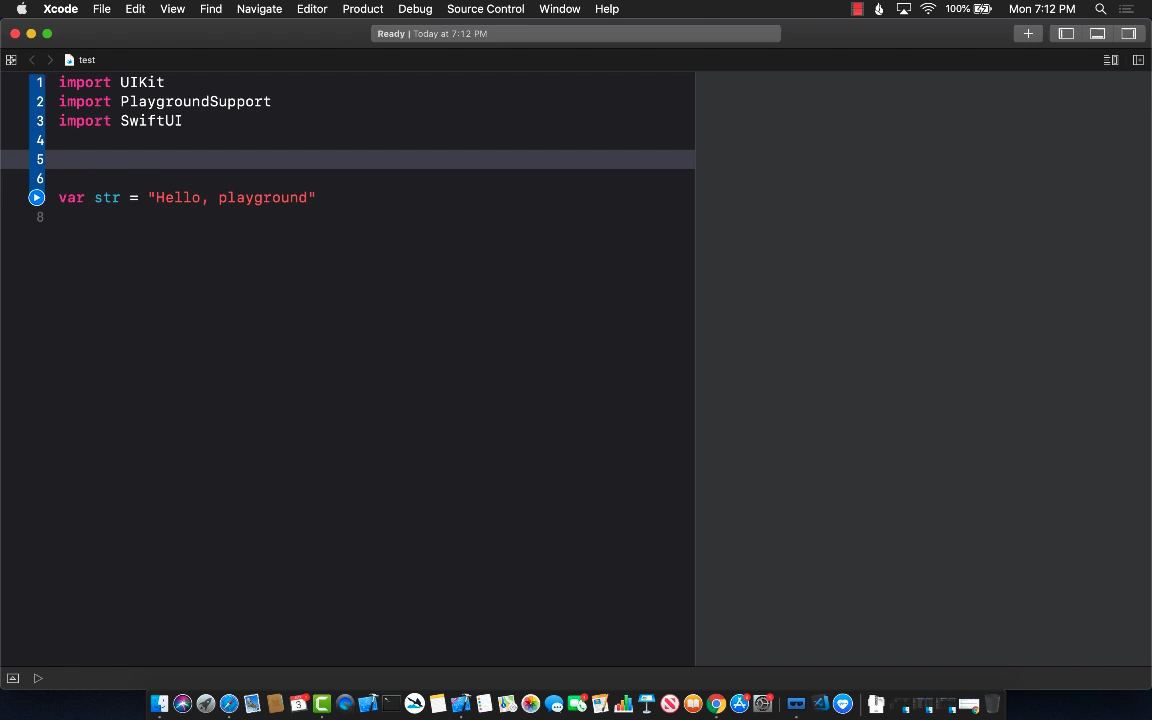 Xcode File Edit View Find Navigate Editor Product Debug Source Control Window Help 100% Mon 7:12 PM
Ready | Today at 7:12 PM
test
1 import UIKit
2 import PlaygroundSupport
3 import SwiftUI
4
5
6
var str = "Hello, playground"
8
3